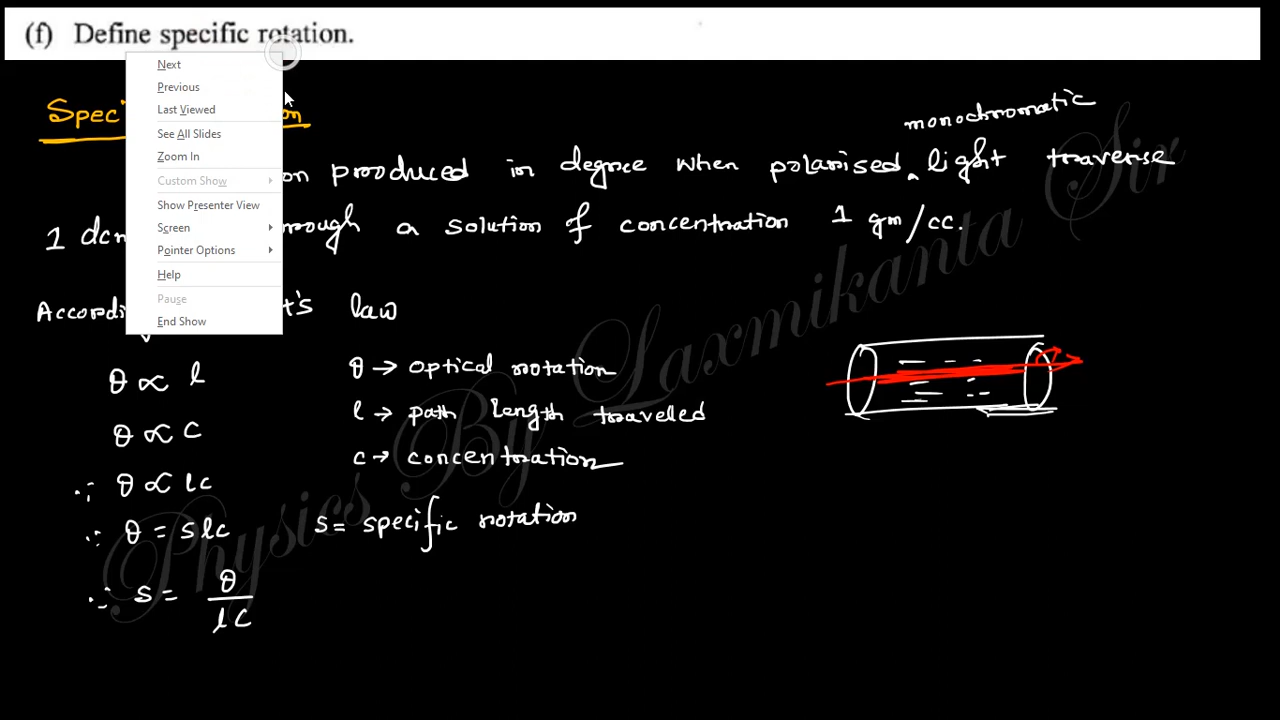 (f) Define specific rotation.
Next
Previous
Last Viewed
See All Slides
Zoom In
Custom Show
Show Presenter View
Screen
Pointer Options
Help
Pause
End Show
Spec
on
monochromatic
on produced in degree when polarised light traverse
1 dcm rough a solution of concentration 1 gm/cc.
Accordi t's law
θ ∝ l
θ → optical rotation
l → path length travelled
θ ∝ c
c → concentration
∵ θ ∝ lc
∵ θ = slc s = specific rotation
∵ s = θ / lc
Physics By Laxmikanta Sir